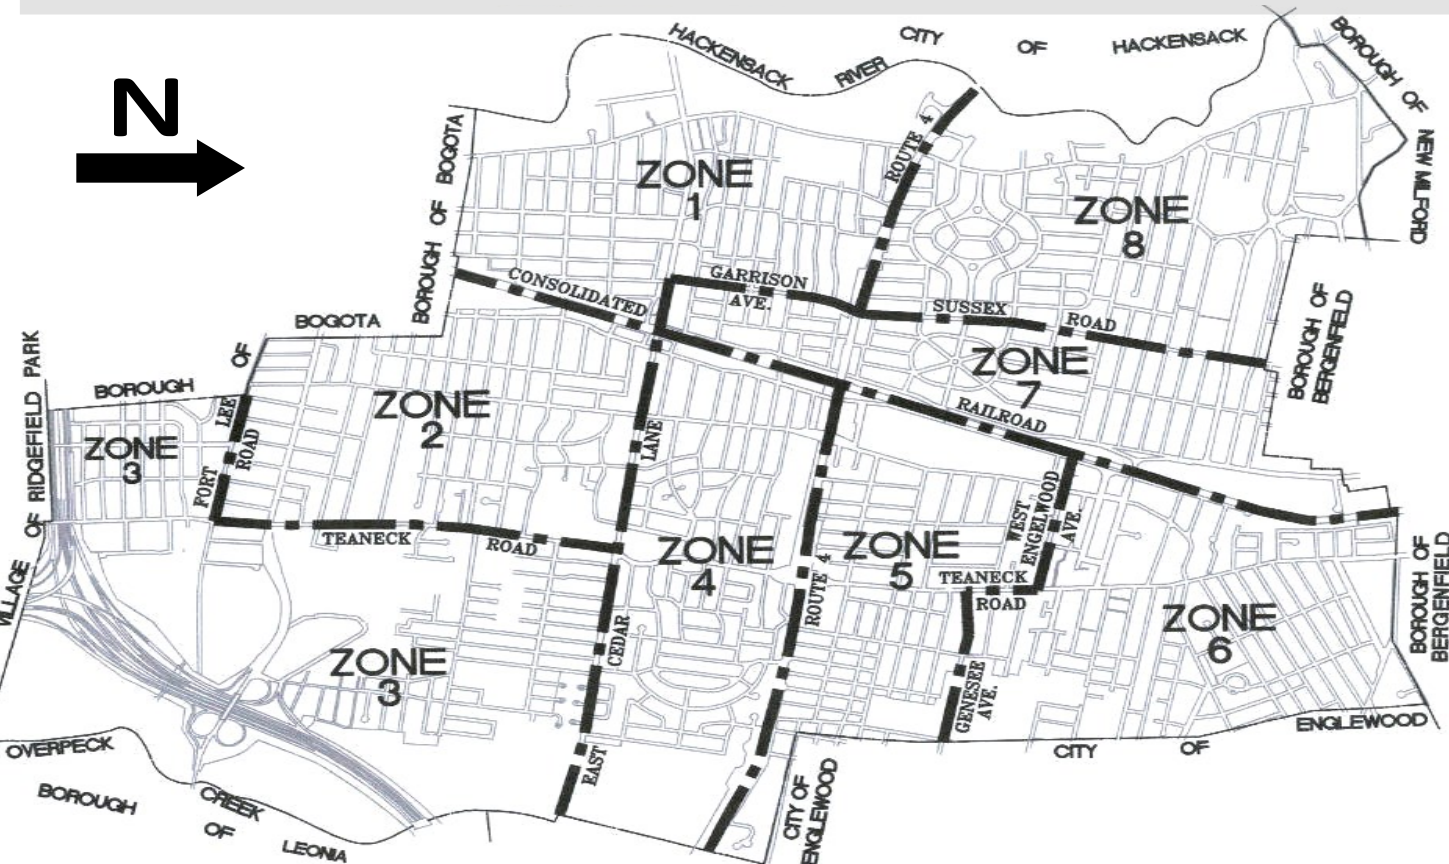 N
HACKENSACK
RIVER
CITY
OF
HACKENSACK
BOROUGH OF
NEW MILFORD
BOROUGH OF BOGOTA
ROUTE 4
ZONE
1
ZONE
8
CONSOLIDATED
GARRISON
AVE.
SUSSEX
ROAD
BOROUGH OF
BERGENFIELD
ZONE
7
RAILROAD
BOROUGH
OF
BOGOTA
VILLAGE OF RIDGEFIELD PARK
ZONE
3
FORT LEE
ROAD
ZONE
2
LANE
TEANECK
ROAD
ZONE
4
ROUTE 4
ZONE
5
WEST
ENGELWOOD
AVE.
TEANECK
ROAD
ZONE
6
BOROUGH OF
BERGENFIELD
ZONE
3
CEDAR
EAST
GENESEE
AVE.
CITY
OF
ENGLEWOOD
CITY OF
ENGLEWOOD
OVERPECK
CREEK
BOROUGH
OF
LEONIA